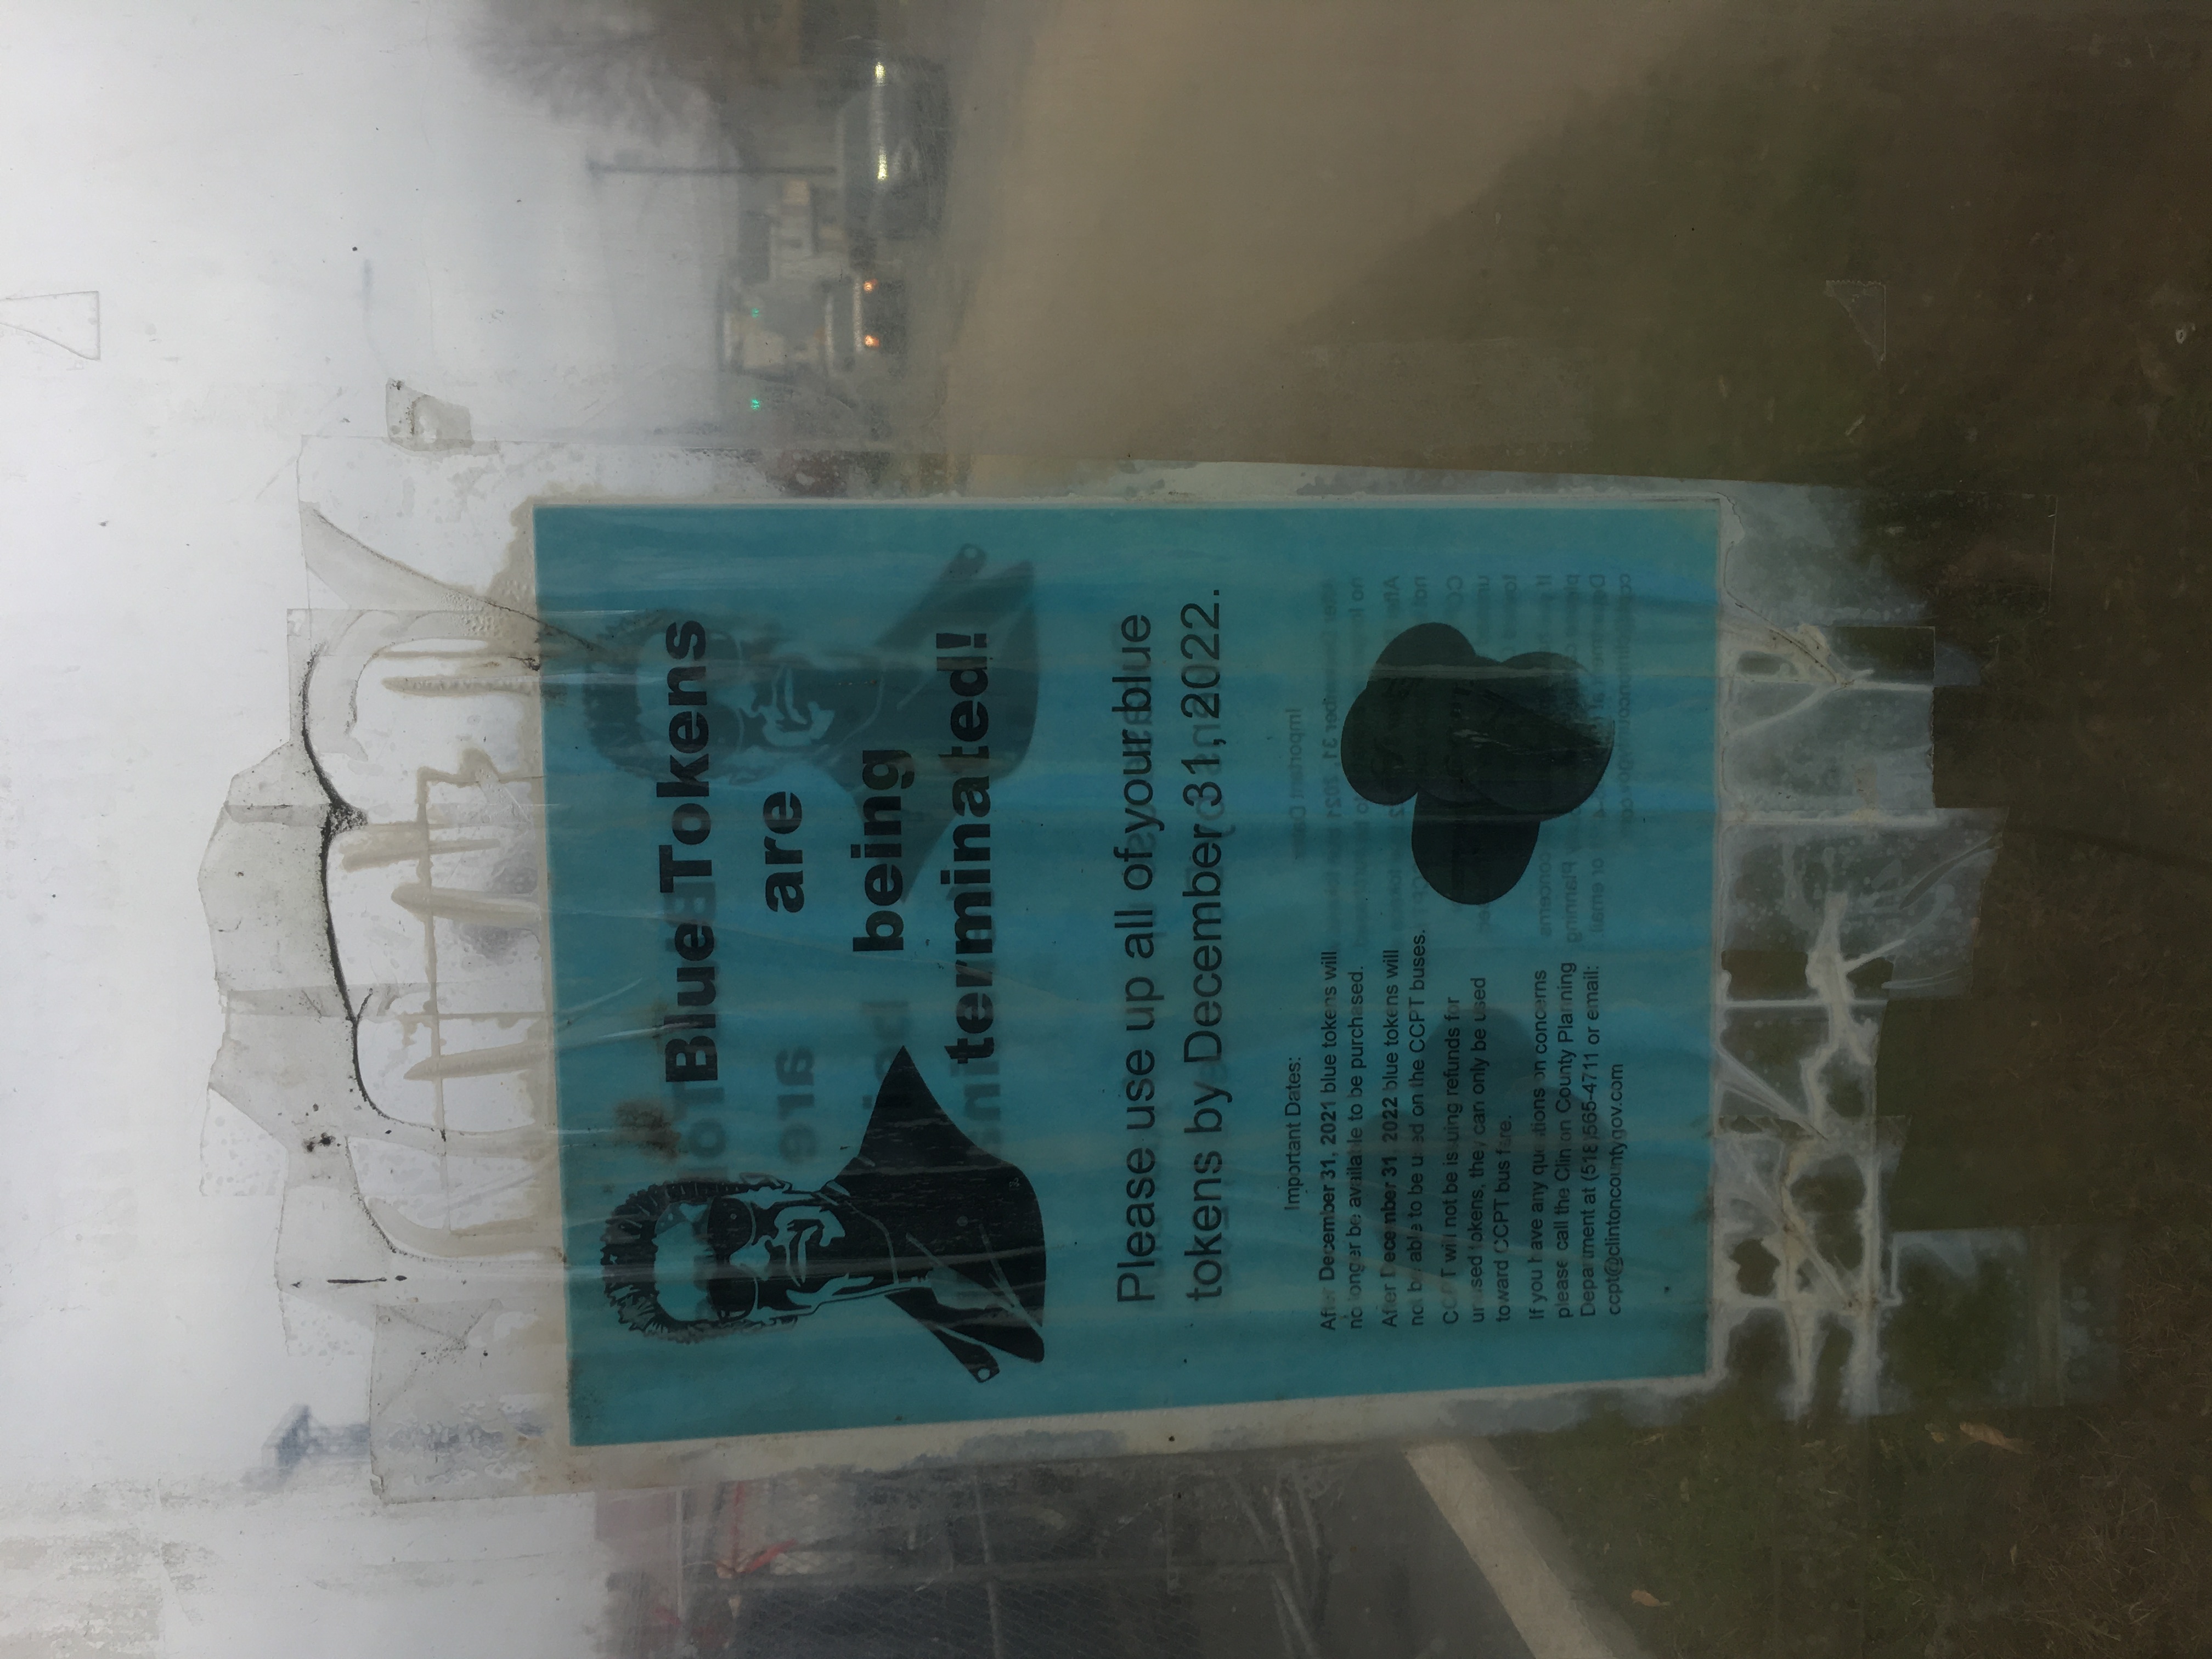 Blue Tokens
are
being
terminated!
Please use up all of your blue
tokens by December 31, 2022.
Important Dates:
After December 31, 2021 blue tokens will
no longer be available to be purchased.
After December 31, 2022 blue tokens will
not be able to be used on the CCPT buses.
CCPT will not be issuing refunds for
unused tokens, they can only be used
toward CCPT bus fare.
If you have any questions on concerns
please call the Clinton County Planning
Department at (518)565-4711 or email:
ccpt@clintoncountygov.com